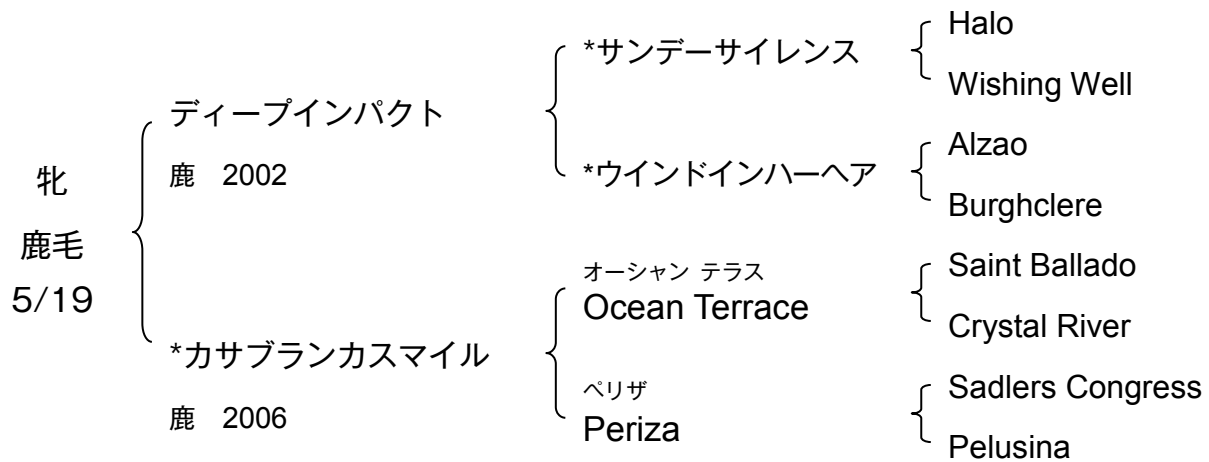 牝
鹿毛
5/19
ディープインパクト
鹿 2002
*カサブランカスマイル
鹿 2006
*サンデーサイレンス
*ウインドインハーヘア
オーシャン テラス
Ocean Terrace
ペリザ
Periza
Halo
Wishing Well
Alzao
Burghclere
Saint Ballado
Crystal River
Sadlers Congress
Pelusina